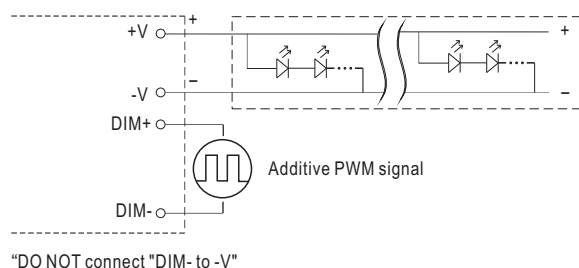 +
+V
+
-V
−
−
DIM+
Additive PWM signal
DIM-
“DO NOT connect "DIM- to -V"